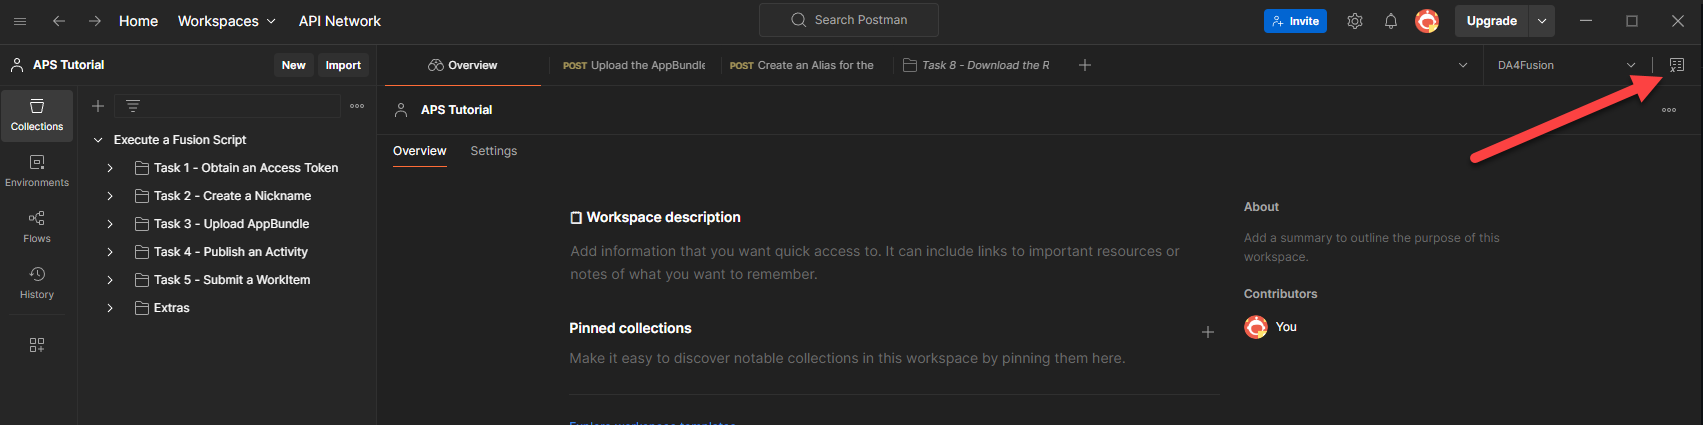 Home Workspaces API Network Search Postman Invite Upgrade
APS Tutorial New Import Overview POST Upload the AppBundle POST Create an Alias for the Task 8 - Download the R DA4Fusion
Collections
APS Tutorial
Execute a Fusion Script
Overview Settings
Task 1 - Obtain an Access Token
Environments
Task 2 - Create a Nickname
About
Workspace description
Task 3 - Upload AppBundle
Flows
Add a summary to outline the purpose of this
workspace.
Add information that you want quick access to. It can include links to important resources or
notes of what you want to remember.
Task 4 - Publish an Activity
Task 5 - Submit a WorkItem
History
Contributors
Extras
Pinned collections
You
Make it easy to discover notable collections in this workspace by pinning them here.
Explore workspace templates